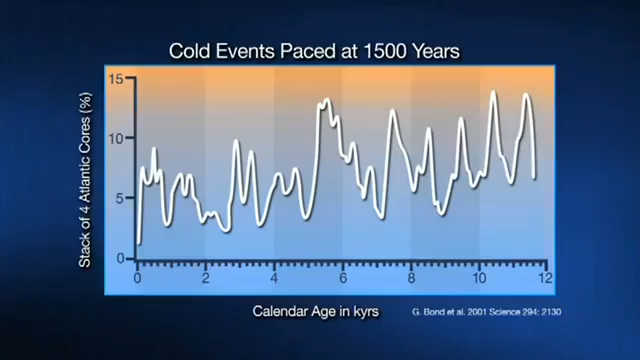 Cold Events Paced at 1500 Years
Stack of 4 Atlantic Cores (%)
15
10
5
0
0 2 4 6 8 10 12
Calendar Age in kyrs
G. Bond et al. 2001 Science 294: 2130